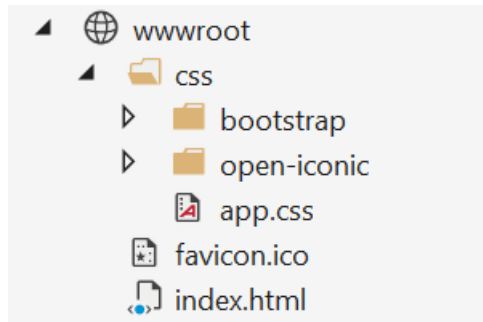 wwwroot
css
bootstrap
open-iconic
app.css
favicon.ico
index.html